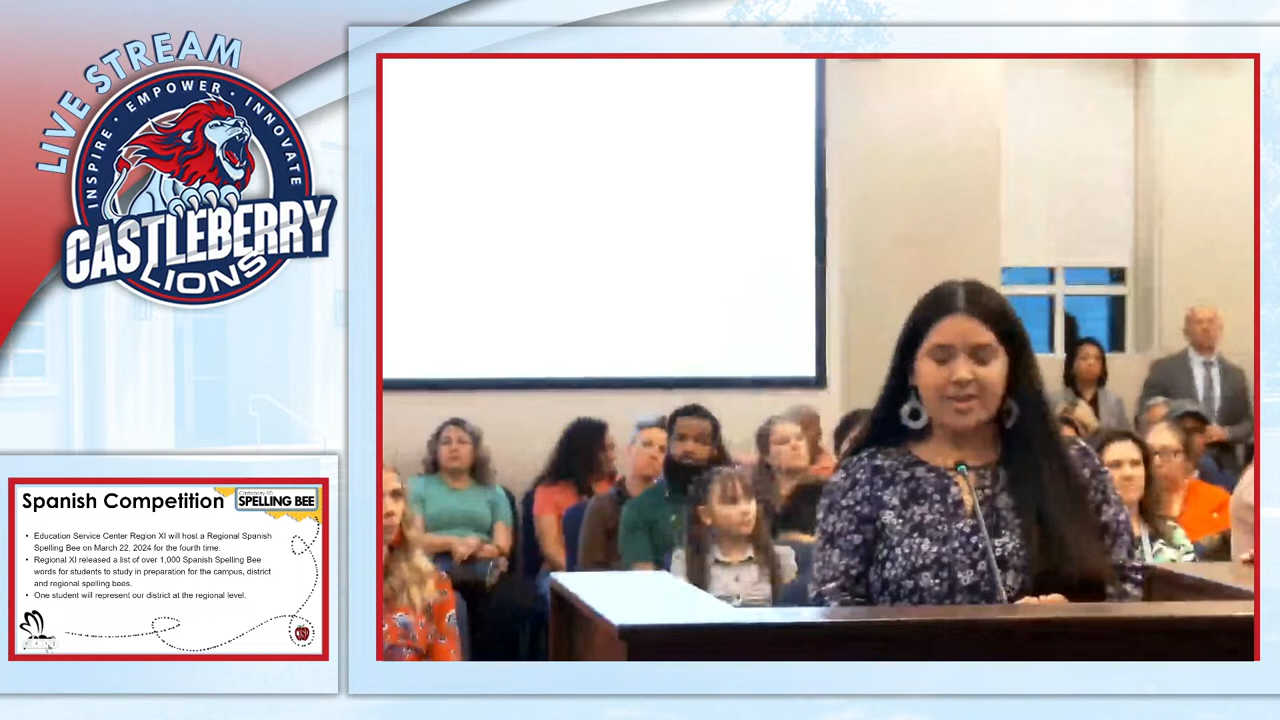 LIVE STREAM
INSPIRE · EMPOWER · INNOVATE
CASTLEBERRY
LIONS
Spanish Competition
SPELLING BEE
• Education Service Center Region XI will host a Regional Spanish
Spelling Bee on March 22, 2024 for the fourth time.
• Regional XI released a list of over 1,000 Spanish Spelling Bee
words for students to study in preparation for the campus, district
and regional spelling bees.
• One student will represent our district at the regional level.